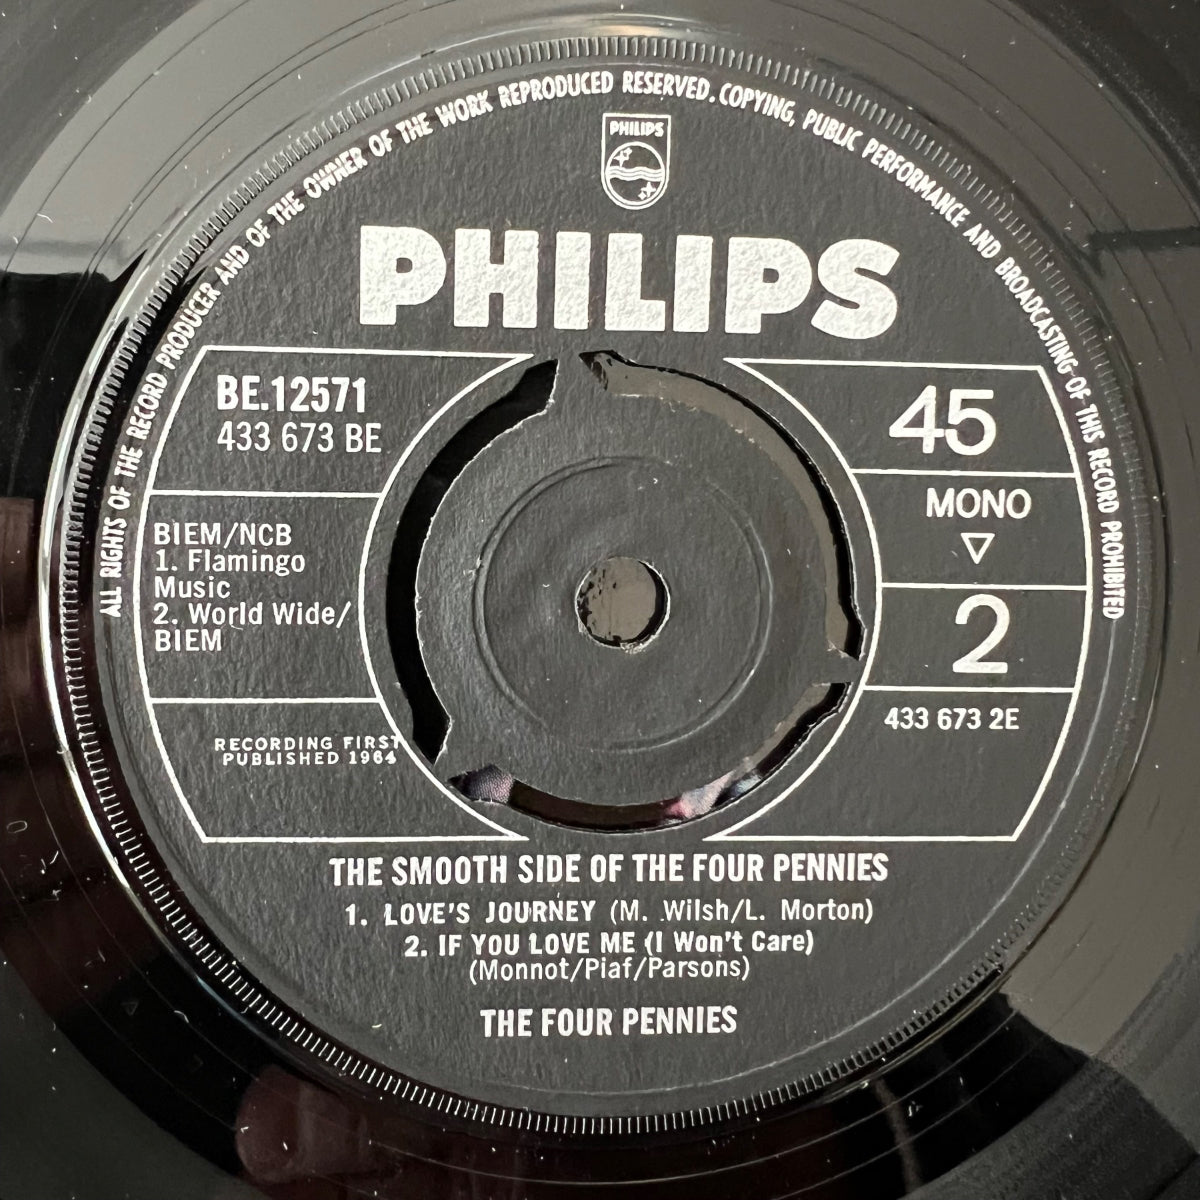 ALL RIGHTS OF THE RECORD PRODUCER AND OF THE OWNER OF THE WORK REPRODUCED RESERVED. COPYING, PUBLIC PERFORMANCE AND BROADCASTING OF THIS RECORD PROHIBITED
PHILIPS
PHILIPS
BE.12571
433 673 BE
45
MONO
BIEM/NCB
1. Flamingo
Music
2. World Wide/
BIEM
2
433 673 2E
RECORDING FIRST
PUBLISHED 1964
THE SMOOTH SIDE OF THE FOUR PENNIES
1. LOVE'S JOURNEY (M. Wilsh/L. Morton)
2. IF YOU LOVE ME (I Won't Care)
(Monnot/Piaf/Parsons)
THE FOUR PENNIES